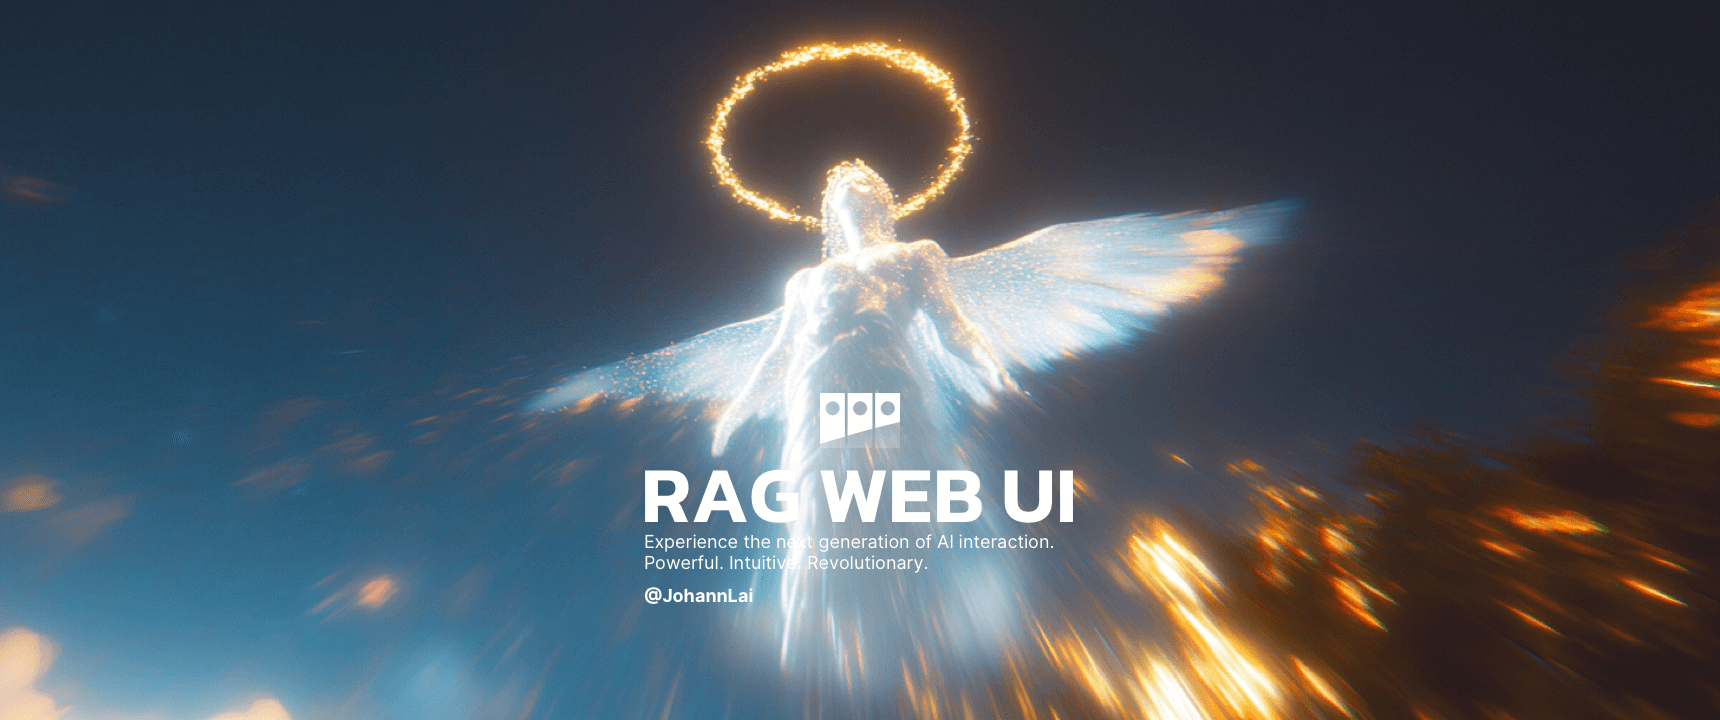 RAG WEB UI
Experience the next generation of AI interaction.
Powerful. Intuitive. Revolutionary.
@JohannLai